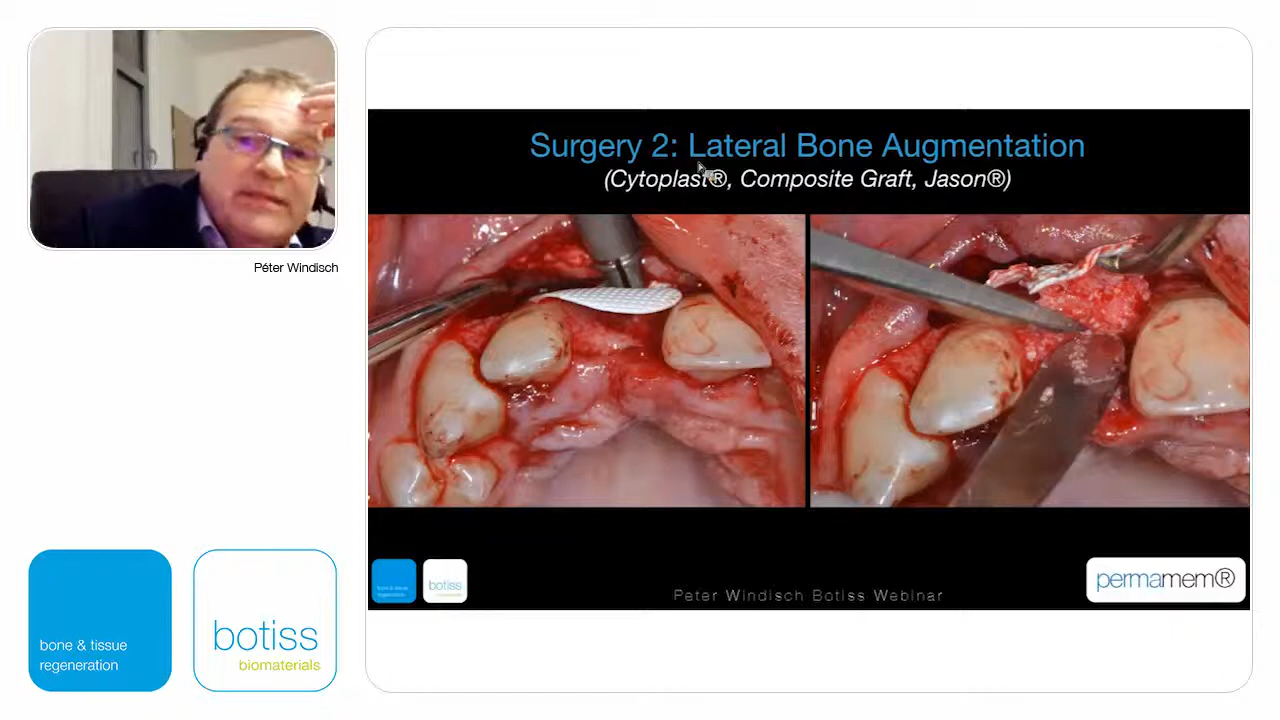 Péter Windisch
bone & tissue
regeneration
botiss
biomaterials
Surgery 2: Lateral Bone Augmentation
(Cytoplast®, Composite Graft, Jason®)
botiss
Peter Windisch Botiss Webinar
permamem®